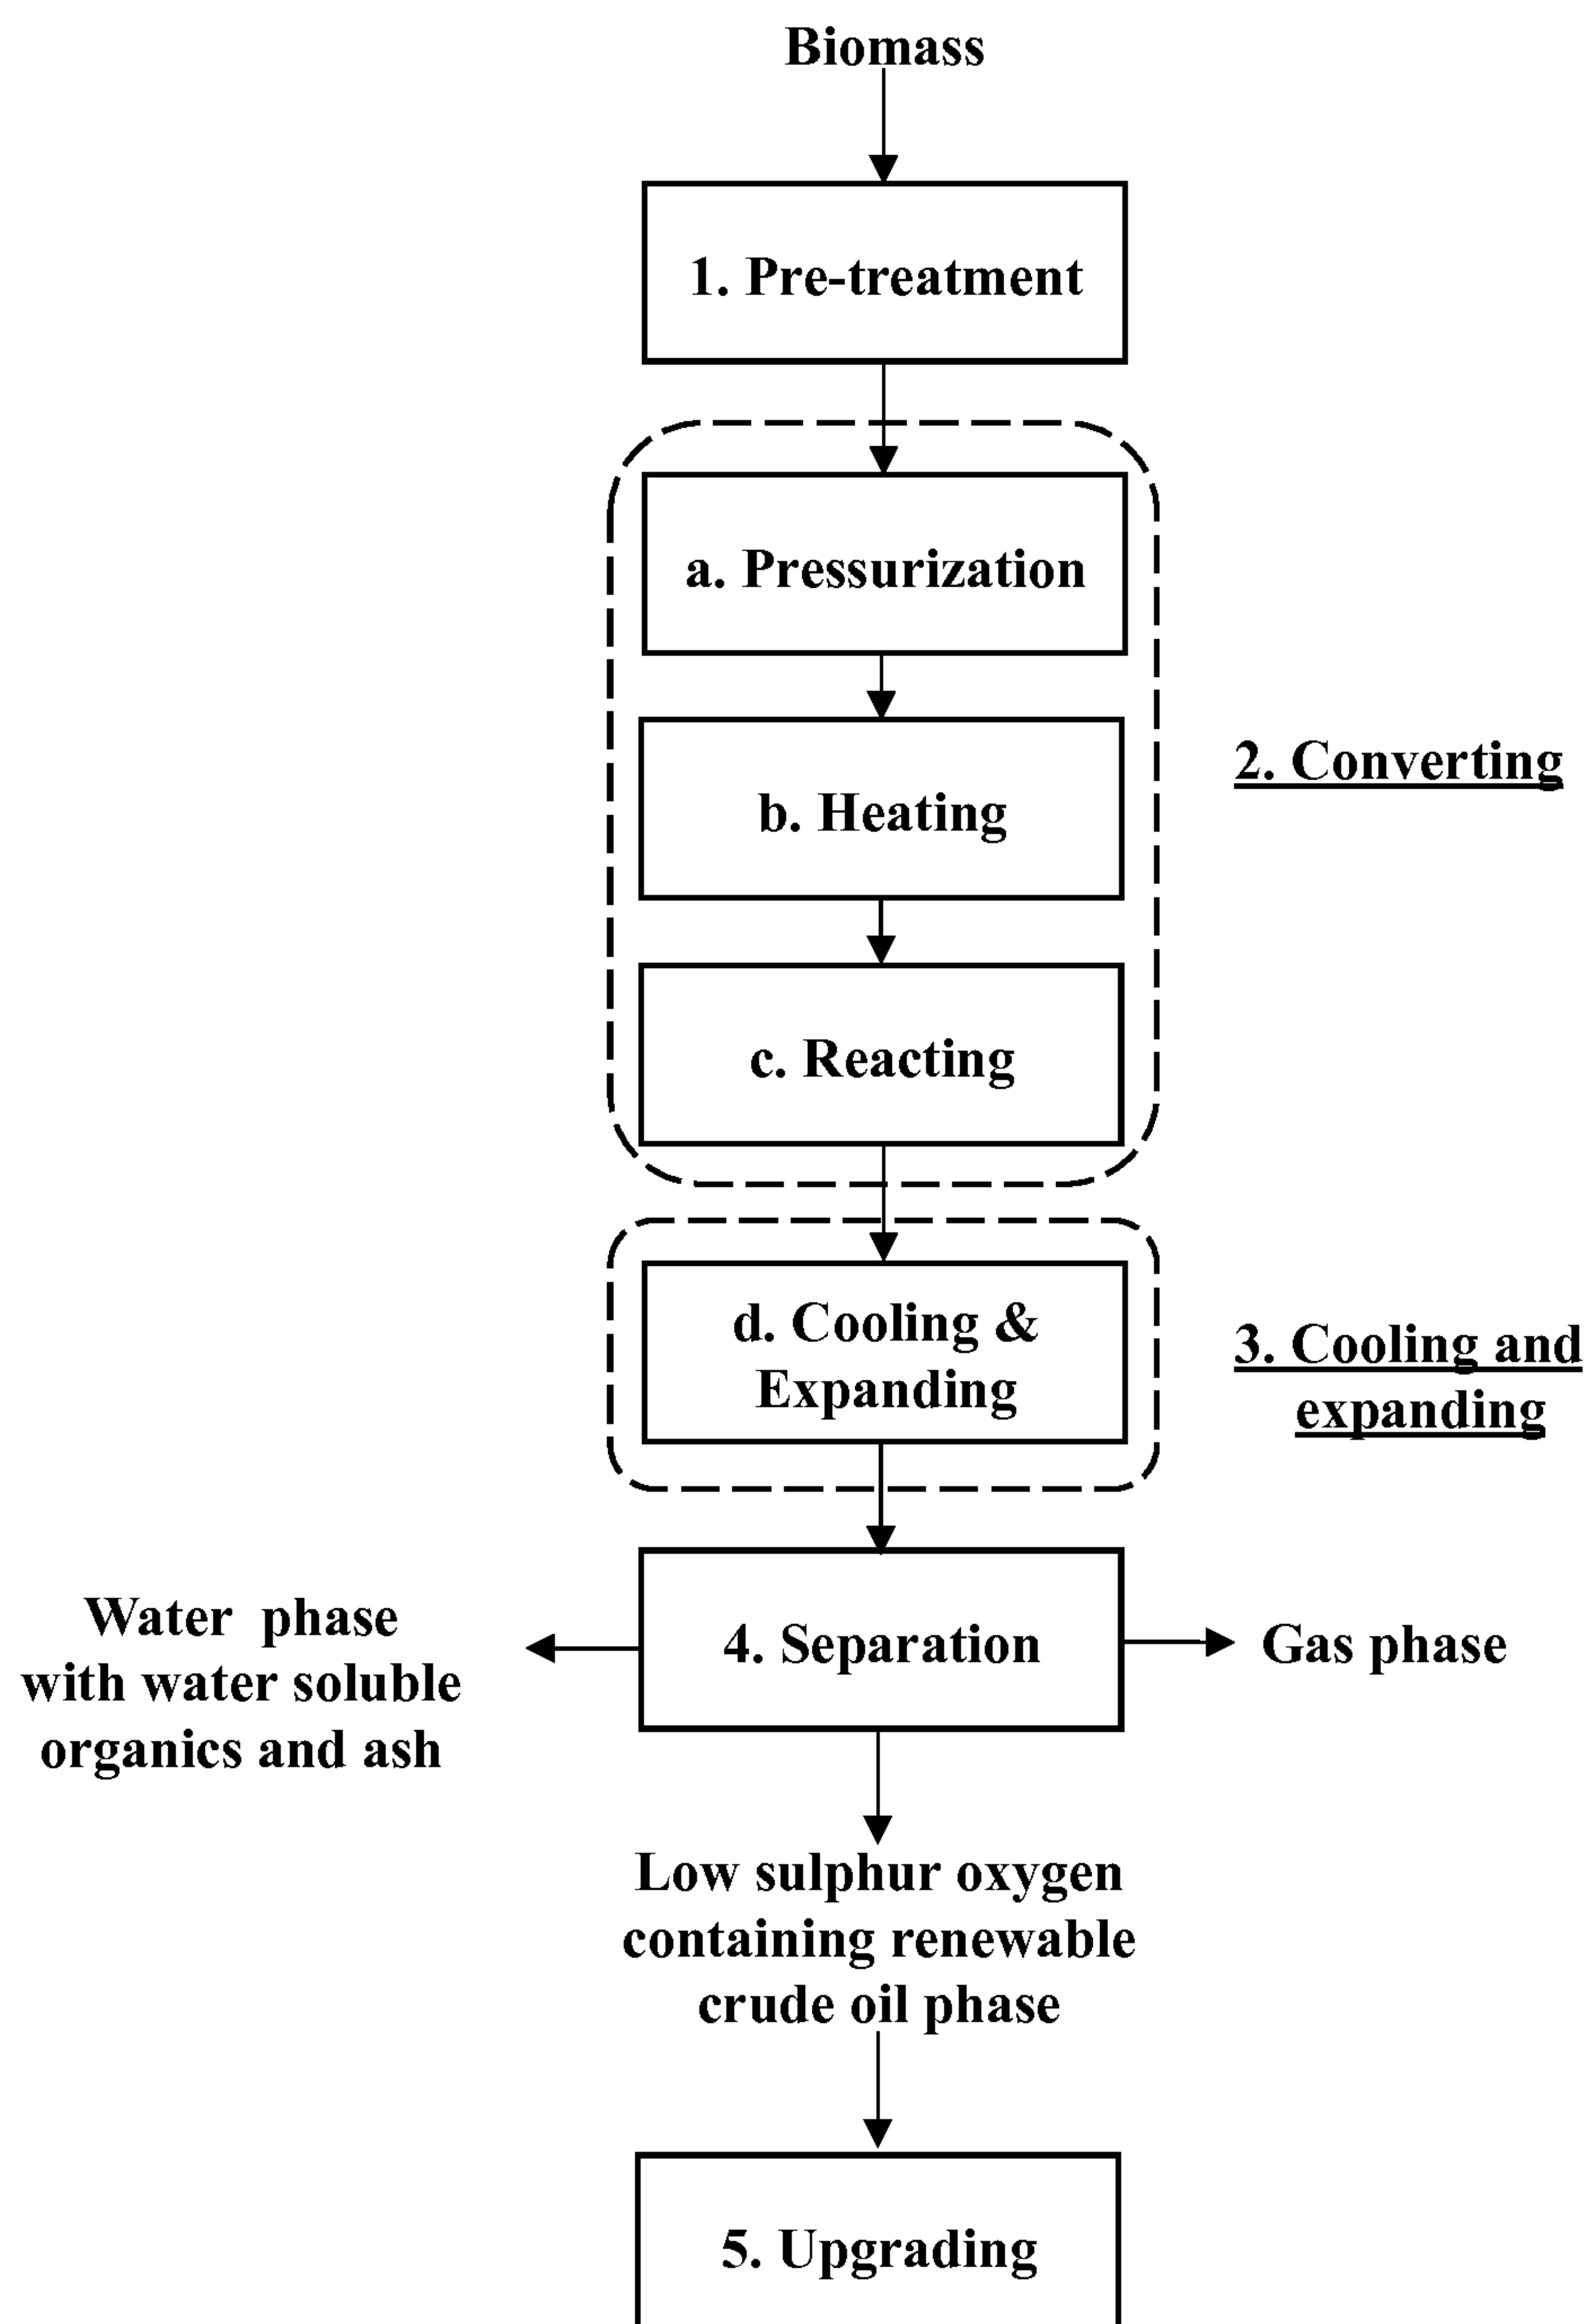 Biomass
1. Pre-treatment
a. Pressurization
2. Converting
b. Heating
c. Reacting
d. Cooling &
Expanding
3. Cooling and
expanding
Water phase
with water soluble
organics and ash
4. Separation
Gas phase
Low sulphur oxygen
containing renewable
crude oil phase
5. Upgrading